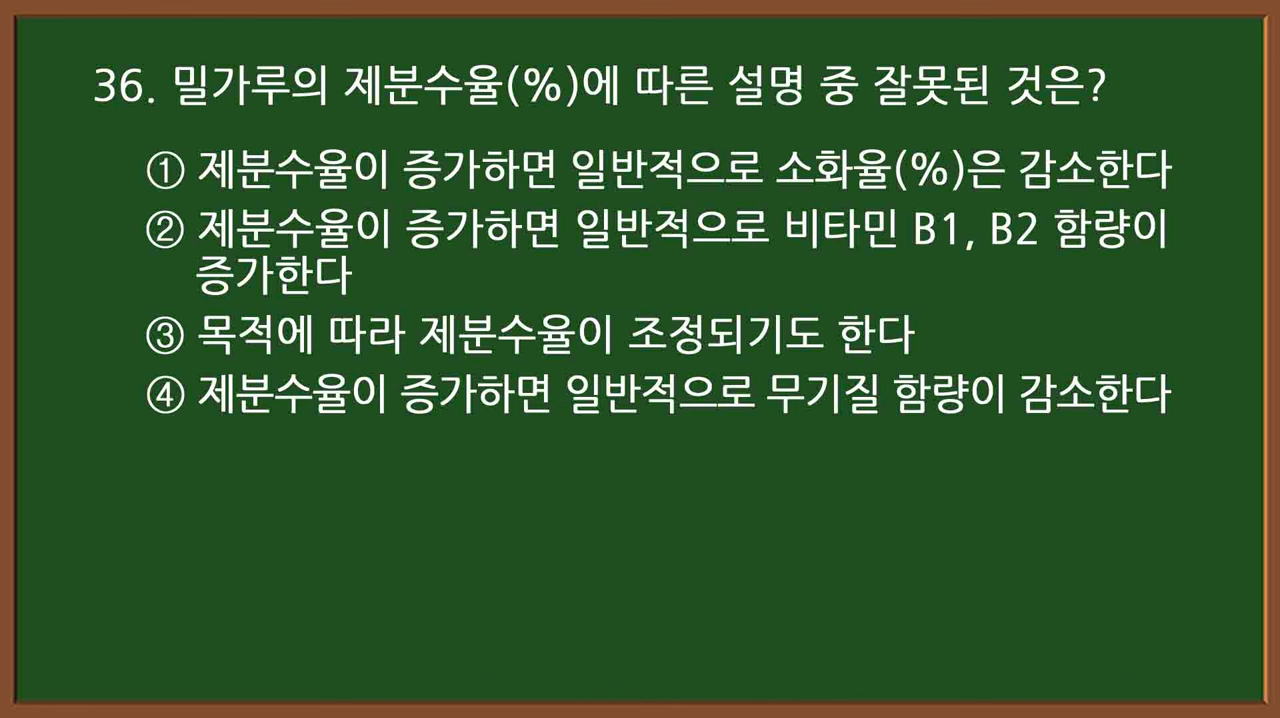 36. 밀가루의 제분수율(%)에 따른 설명 중 잘못된 것은?
① 제분수율이 증가하면 일반적으로 소화율(%)은 감소한다
② 제분수율이 증가하면 일반적으로 비타민 B1, B2 함량이
증가한다
③ 목적에 따라 제분수율이 조정되기도 한다
④ 제분수율이 증가하면 일반적으로 무기질 함량이 감소한다